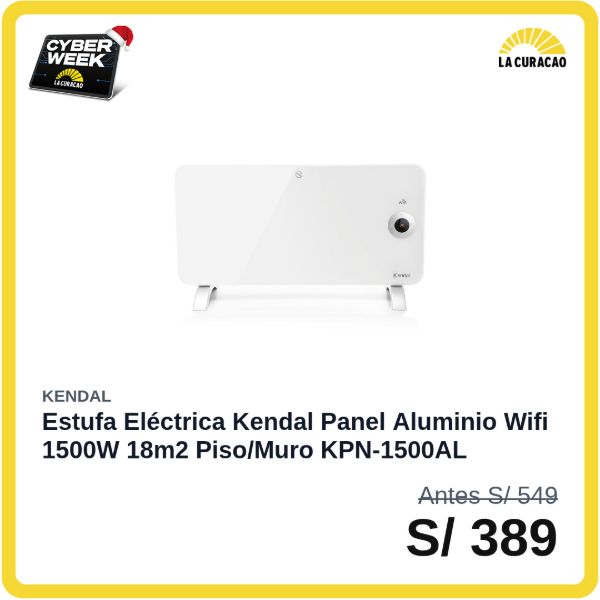 CYBER
WEEK
LA CURACAO
LA CURACAO
Kendal
KENDAL
Estufa Eléctrica Kendal Panel Aluminio Wifi
1500W 18m2 Piso/Muro KPN-1500AL
Antes S/ 549
S/ 389